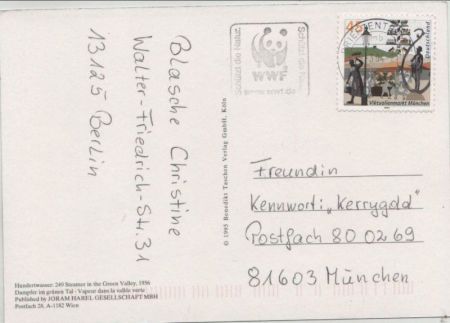 Blasche Christine
Walter-Friedrich-Str. 31
13125 Berlin
Schützt die Natur
WWF
www.wwf.de
45
Deutschland
Viktualienmarkt München
© 1995 Benedikt Taschen Verlag GmbH, Köln
Freundin
Kennwort: „Kerrygold"
Postfach 80 02 69
81603 München
Hundertwasser: 249 Steamer in the Green Valley, 1956
Dampfer im grünen Tal - Vapeur dans la vallée verte
Published by JORAM HAREL GESELLSCHAFT MBH
Postfach 28, A-1182 Wien